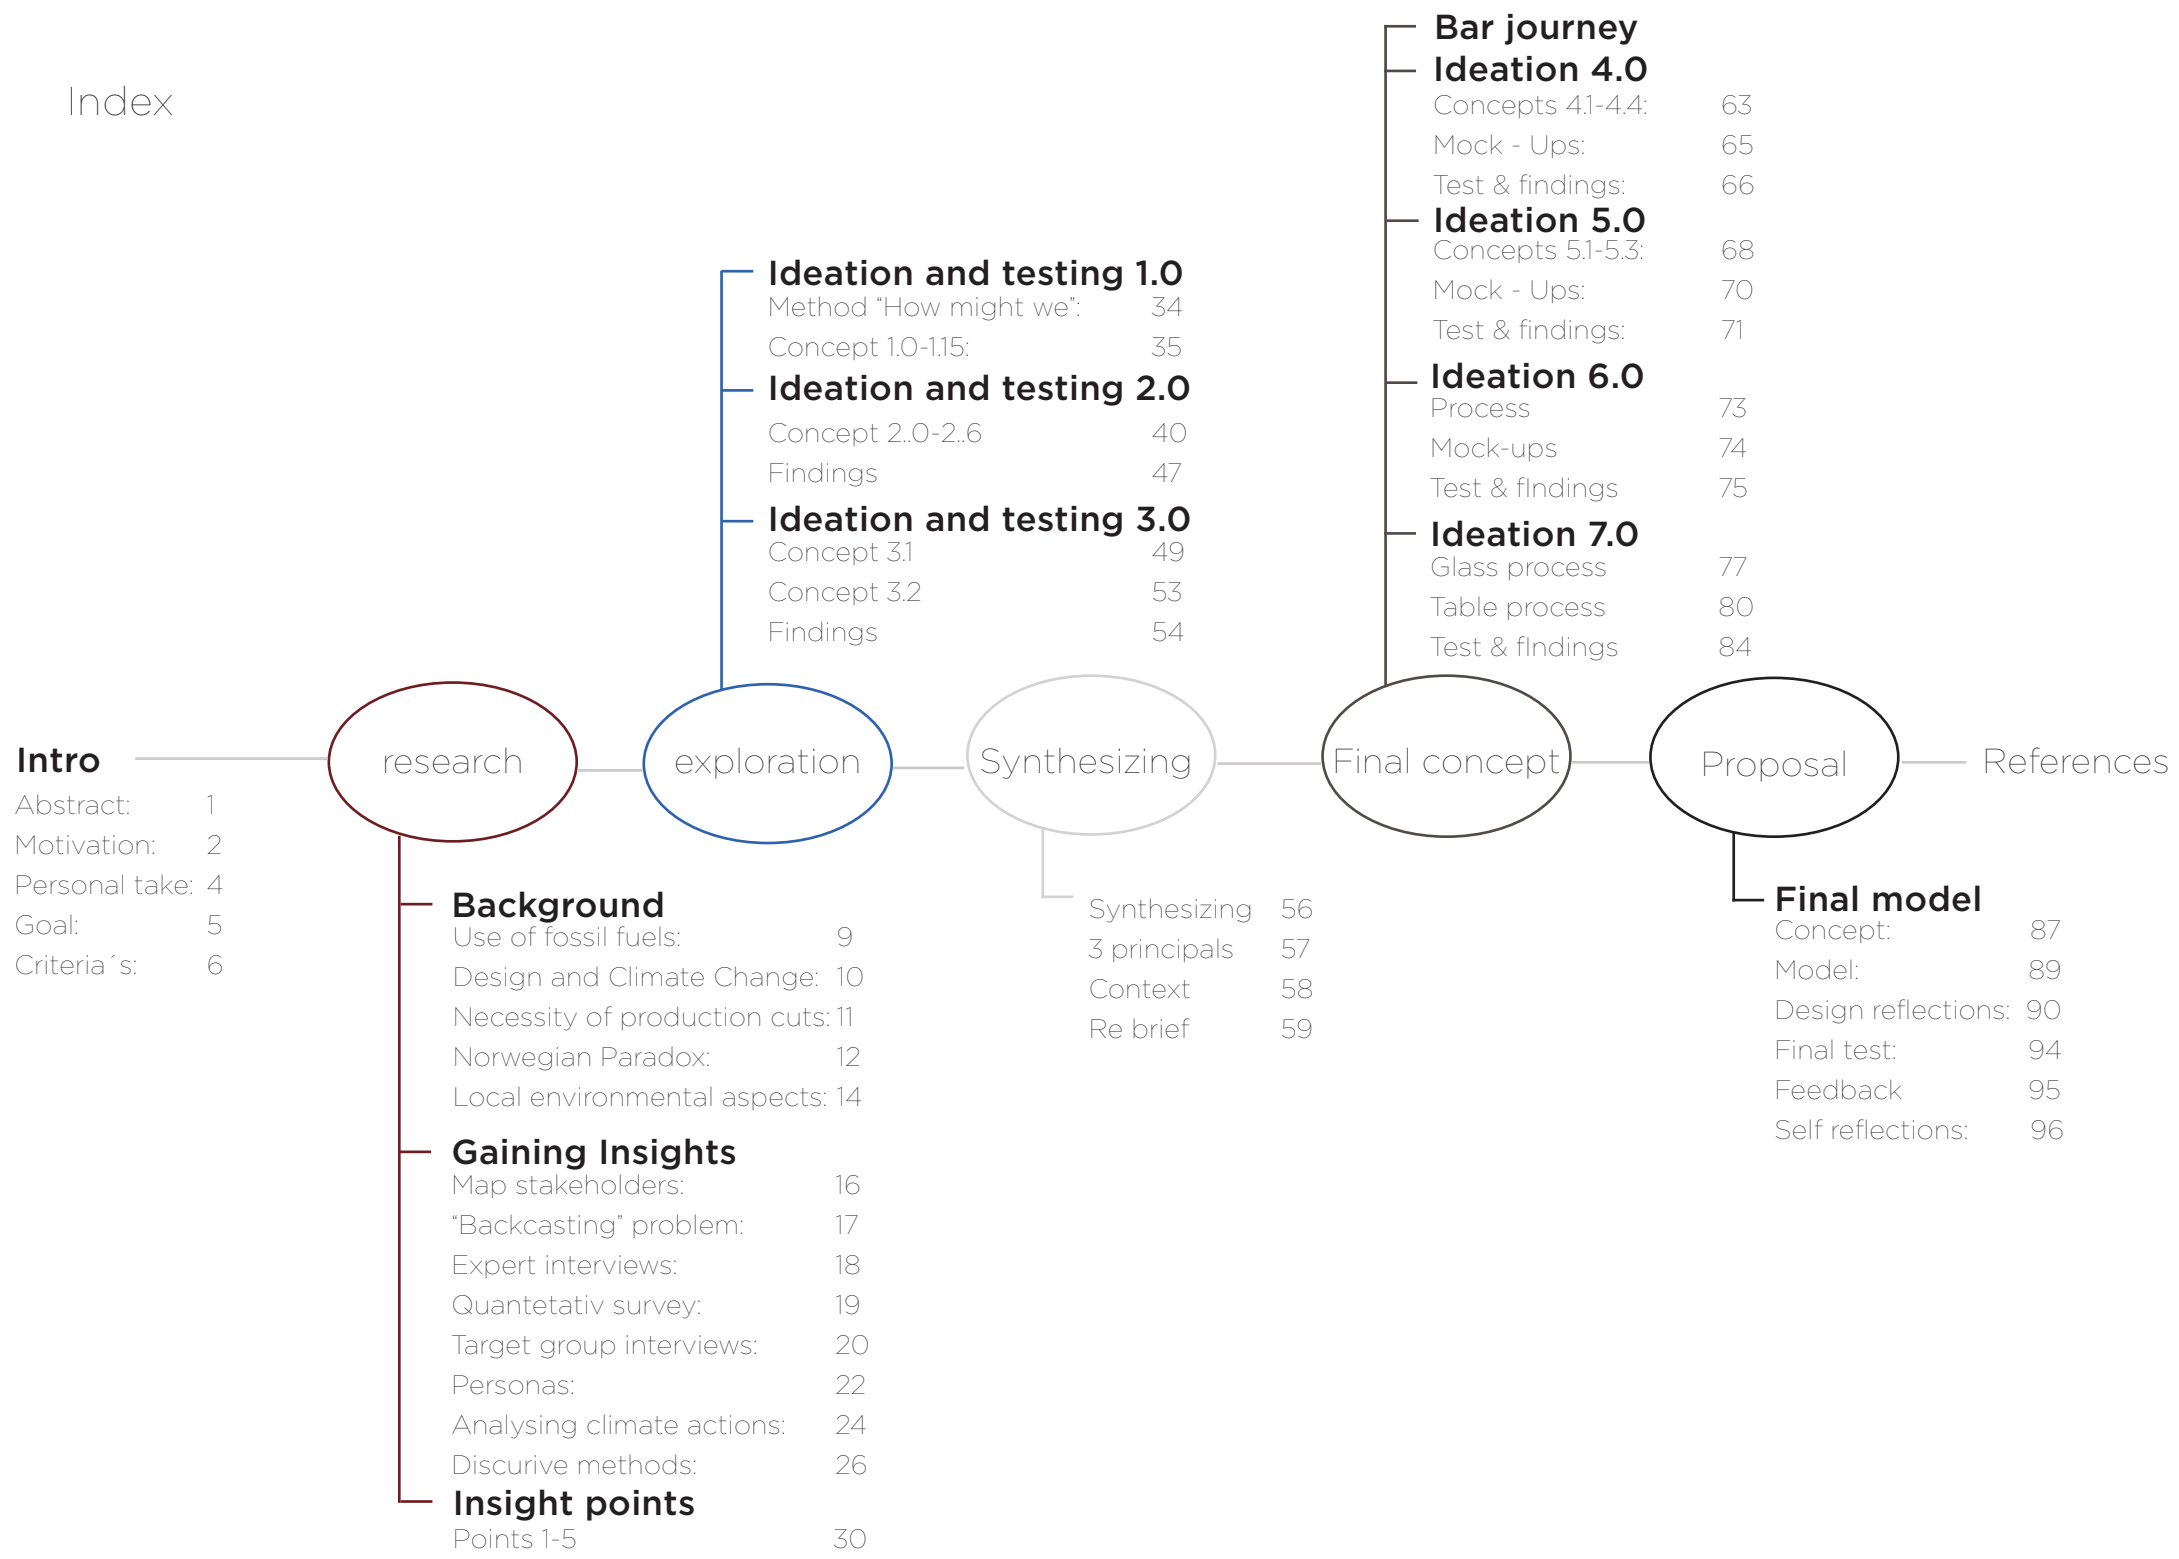 Index
Intro
Abstract: 1
Motivation: 2
Personal take: 4
Goal: 5
Criteria´s: 6
research
Background
Use of fossil fuels: 9
Design and Climate Change: 10
Necessity of production cuts: 11
Norwegian Paradox: 12
Local environmental aspects: 14
Gaining Insights
Map stakeholders: 16
“Backcasting” problem: 17
Expert interviews: 18
Quantetativ survey: 19
Target group interviews: 20
Personas: 22
Analysing climate actions: 24
Discurive methods: 26
Insight points
Points 1-5 30
exploration
Ideation and testing 1.0
Method “How might we”: 34
Concept 1.0-1.15: 35
Ideation and testing 2.0
Concept 2..0-2..6 40
Findings 47
Ideation and testing 3.0
Concept 3.1 49
Concept 3.2 53
Findings 54
Synthesizing
Synthesizing 56
3 principals 57
Context 58
Re brief 59
Final concept
Bar journey
Ideation 4.0
Concepts 4.1-4.4: 63
Mock - Ups: 65
Test & findings: 66
Ideation 5.0
Concepts 5.1-5.3: 68
Mock - Ups: 70
Test & findings: 71
Ideation 6.0
Process 73
Mock-ups 74
Test & fIndings 75
Ideation 7.0
Glass process 77
Table process 80
Test & fIndings 84
Proposal
Final model
Concept: 87
Model: 89
Design reflections: 90
Final test: 94
Feedback 95
Self reflections: 96
References